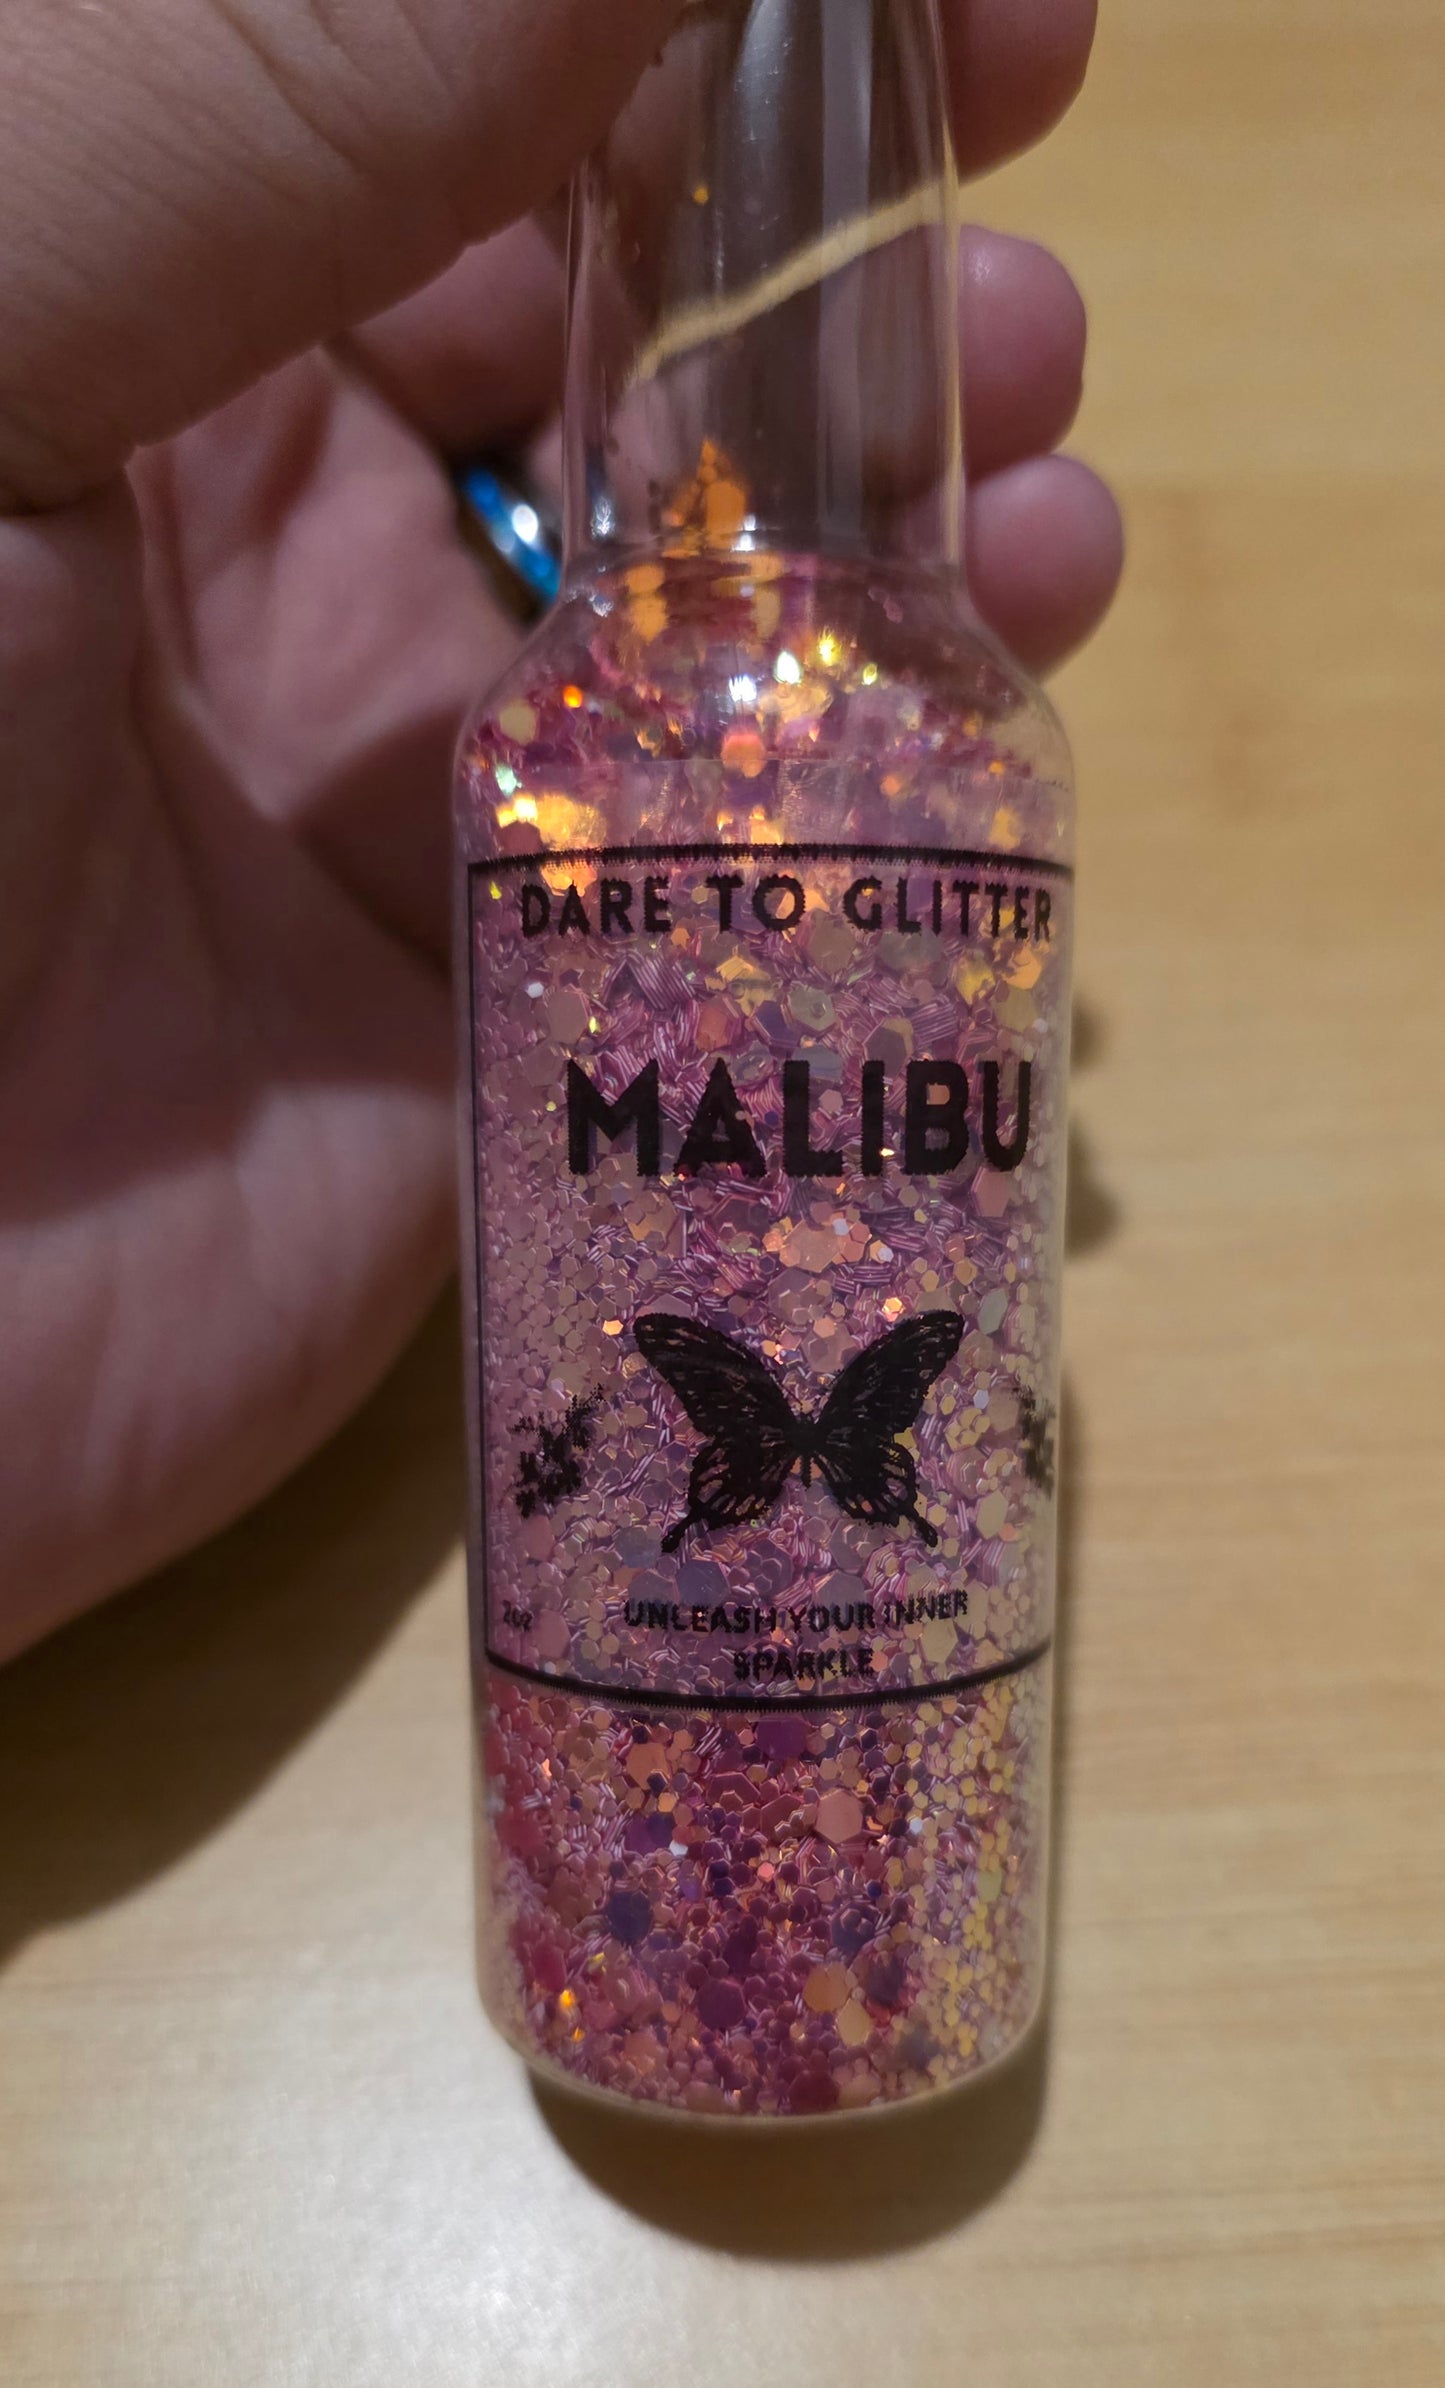 DARE TO GLITTER
MALIBU
2oz
UNLEASH YOUR INNER
SPARKLE